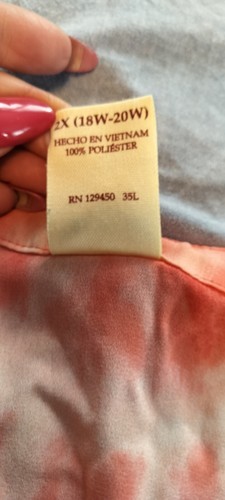 2X (18W-20W)
HECHO EN VIETNAM
100% POLIÉSTER
RN 129450 35L